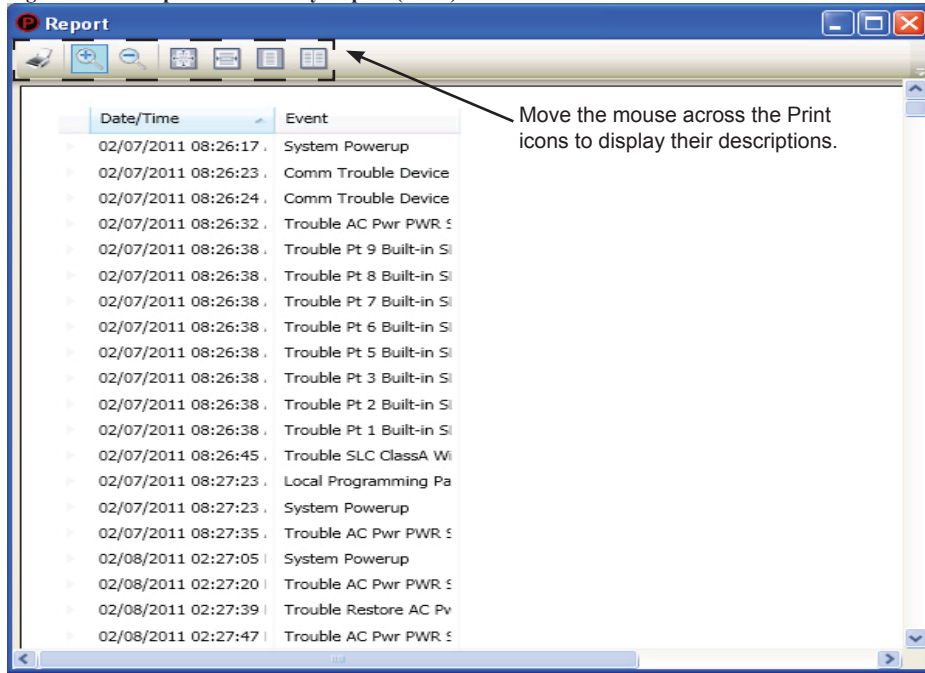 Report
Move the mouse across the Print
icons to display their descriptions.
Date/Time Event
02/07/2011 08:26:17 System Powerup
02/07/2011 08:26:23 Comm Trouble Device
02/07/2011 08:26:24 Comm Trouble Device
02/07/2011 08:26:32 Trouble AC Pwr PWR
02/07/2011 08:26:38 Trouble Pt 9 Built-in
02/07/2011 08:26:38 Trouble Pt 8 Built-in
02/07/2011 08:26:38 Trouble Pt 7 Built-in
02/07/2011 08:26:38 Trouble Pt 6 Built-in
02/07/2011 08:26:38 Trouble Pt 5 Built-in
02/07/2011 08:26:38 Trouble Pt 3 Built-in
02/07/2011 08:26:38 Trouble Pt 2 Built-in
02/07/2011 08:26:38 Trouble Pt 1 Built-in
02/07/2011 08:26:45 Trouble SLC ClassA Wi
02/07/2011 08:27:23 Local Programming Pa
02/07/2011 08:27:23 System Powerup
02/07/2011 08:27:35 Trouble AC Pwr PWR
02/08/2011 02:27:05 System Powerup
02/08/2011 02:27:20 Trouble AC Pwr PWR
02/08/2011 02:27:39 Trouble Restore AC
02/08/2011 02:27:47 Trouble AC Pwr PWR